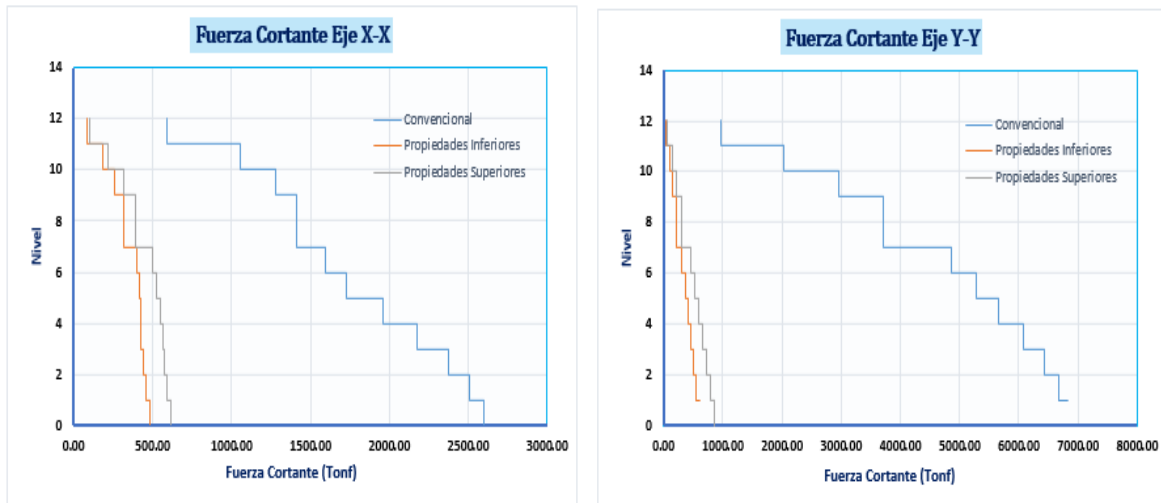 Fuerza Cortante Eje X-X
14
12
10
8
6
4
2
0
Nivel
Convencional
Propiedades Inferiores
Propiedades Superiores
0.00 500.00 1000.00 1500.00 2000.00 2500.00 3000.00
Fuerza Cortante (Tonf)
Fuerza Cortante Eje Y-Y
14
12
10
8
6
4
2
0
Nivel
Convencional
Propiedades Inferiores
Propiedades Superiores
0.00 1000.00 2000.00 3000.00 4000.00 5000.00 6000.00 7000.00 8000.00
Fuerza Cortante (Tonf)